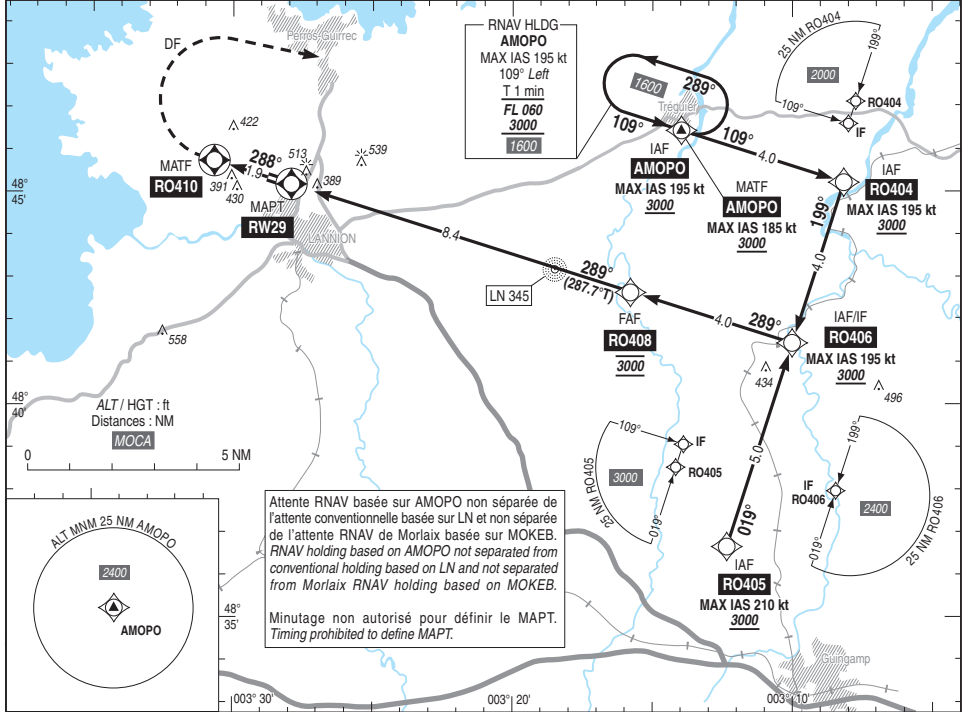 DF
Perros-Guirrec
RNAV HLDG
AMOPO
MAX IAS 195 kt
109° Left
T 1 min
FL 060
3000
1600
1600
289°
109°
Tréguier
109°
4.0
IAF
AMOPO
MAX IAS 195 kt
3000
MATF
AMOPO
MAX IAS 185 kt
3000
25 NM RO404
199°
2000
109°
RO404
IF
IAF
RO404
MAX IAS 195 kt
3000
199°
4.0
422
513
539
MATF
RO410
288°
1.9
391
430
389
MAPT
RW29
LANNION
48°
45'
8.4
LN 345
289°
(287.7°T)
FAF
RO408
3000
4.0
289°
IAF/IF
RO406
MAX IAS 195 kt
3000
434
496
558
48°
40'
ALT / HGT : ft
Distances : NM
MOCA
0
5 NM
109°
IF
RO405
3000
019°
25 NM RO405
5.0
019°
IAF
RO405
MAX IAS 210 kt
3000
199°
IF
RO406
2400
019°
25 NM RO406
ALT MNM 25 NM AMOPO
2400
AMOPO
48°
35'
Attente RNAV basée sur AMOPO non séparée de
l'attente conventionnelle basée sur LN et non séparée
de l'attente RNAV de Morlaix basée sur MOKEB.
RNAV holding based on AMOPO not separated from
conventional holding based on LN and not separated
from Morlaix RNAV holding based on MOKEB.
Minutage non autorisé pour définir le MAPT.
Timing prohibited to define MAPT.
Guingamp
003° 30'
003° 20'
003° 10'